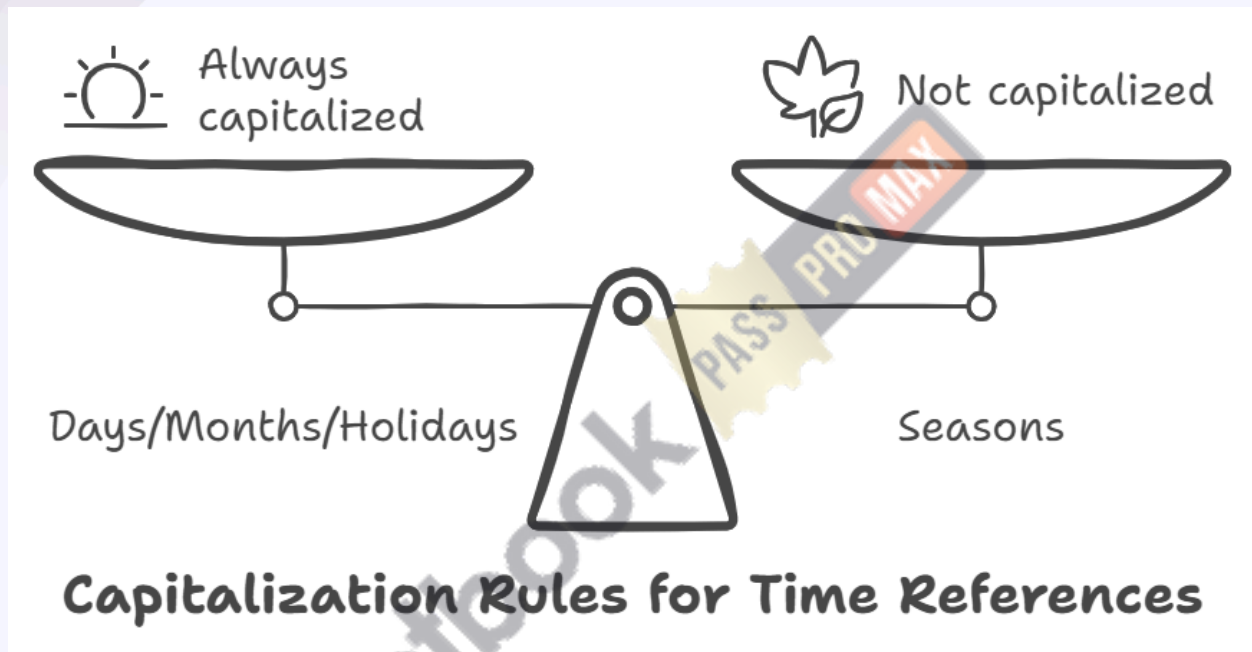 Always
capitalized
Not capitalized
PASS PRO MAX
Days/Months/Holidays
Seasons
Capitalization Rules for Time References